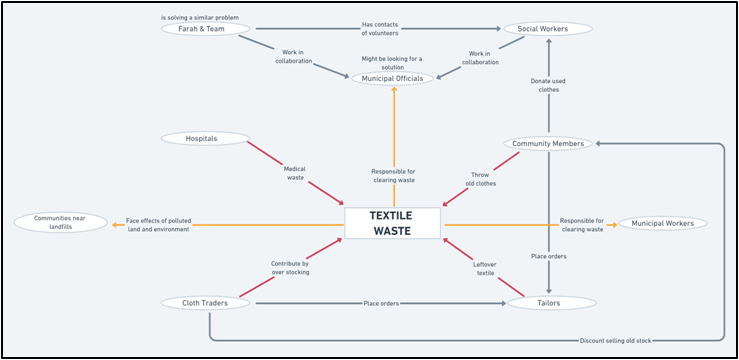 is solving a similar problem
Farah & Team
Has contacts
of volunteers
Social Workers
Work in
collaboration
Might be looking for a
solution
Municipal Officials
Work in
collaboration
Donate used
clothes
Hospitals
Community Members
Medical
waste
Responsible for
clearing waste
Throw
old clothes
Communities near
landfills
Face effects of polluted
land and environment
TEXTILE
WASTE
Responsible for
clearing waste
Municipal Workers
Contribute by
over stocking
Leftover
textile
Place orders
Cloth Traders
Place orders
Tailors
Discount selling old stock